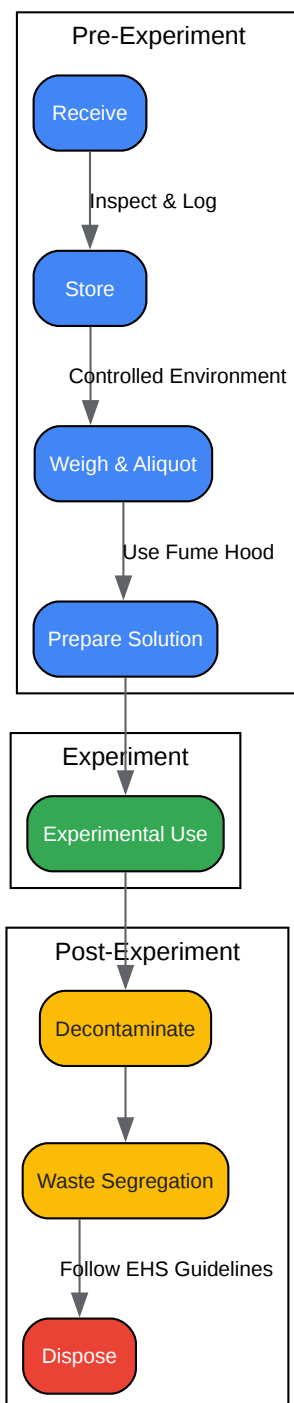 Pre-Experiment
Receive
Inspect & Log
Store
Controlled Environment
Weigh & Aliquot
Use Fume Hood
Prepare Solution
Experiment
Experimental Use
Post-Experiment
Decontaminate
Waste Segregation
Follow EHS Guidelines
Dispose